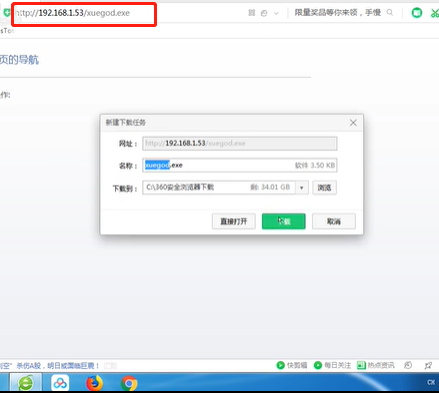 http://192.168.1.53/xuegod.exe
限量奖品等你来领，手慢
页的导航
作:
新建下载任务
网址： http://192.168.1.53/xuegod.exe
名称： xuegod.exe 软件 3.50 KB
下载到： C:\360安全浏览器下载 剩: 34.01 GB 浏览
直接打开 下载 取消
空" 杀伤A股，明日或面临巨震！
快剪辑 每日关注 热点资讯
CK